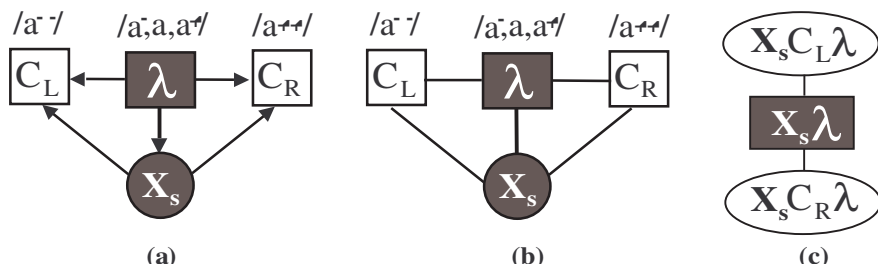 /a⁻⁻/ /a⁻,a,a⁺/ /a⁺⁺/ /a⁻⁻/ /a⁻,a,a⁺/ /a⁺⁺/
C_L λ C_R C_L λ C_R X_sC_Lλ
X_sλ
X_s X_s X_sC_Rλ
(a) (b) (c)